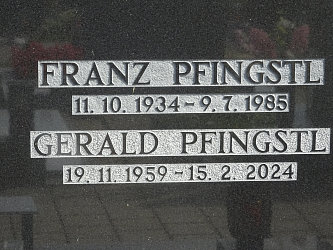 FRANZ PFINGSTL
11. 10. 1934 – 9. 7. 1985
GERALD PFINGSTL
19. 11. 1959 – 15. 2. 2024